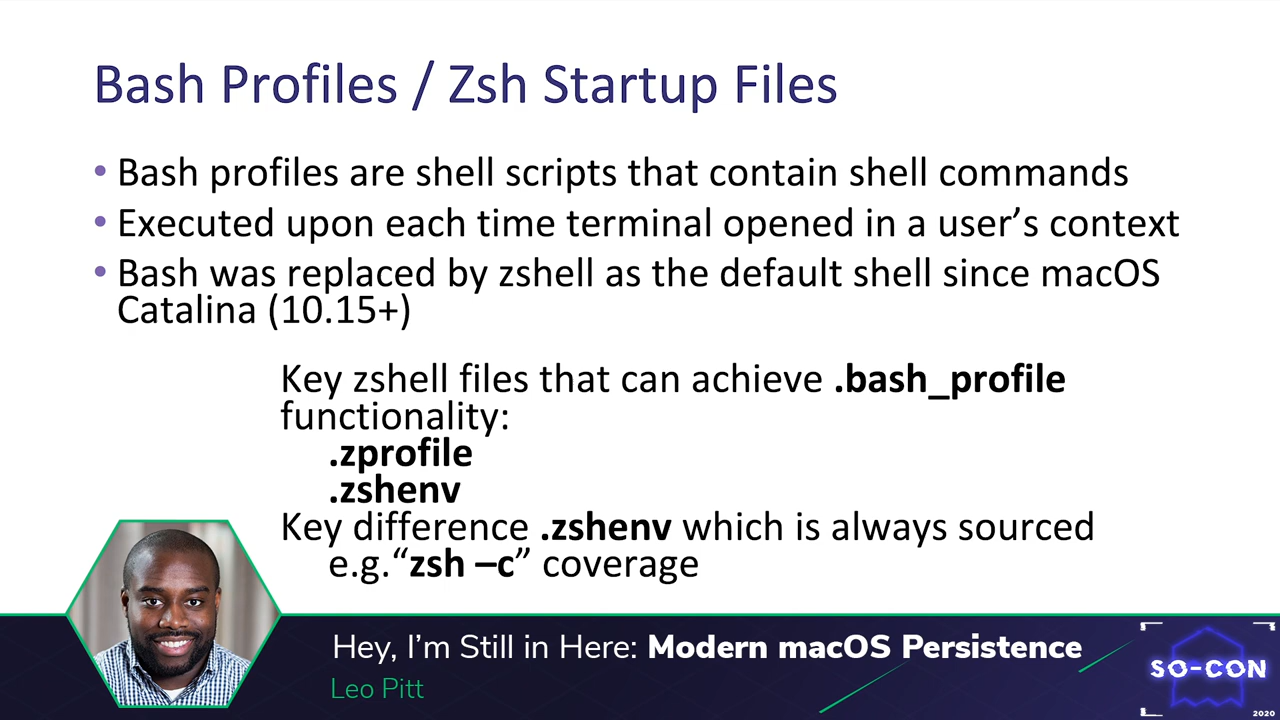 Bash Profiles / Zsh Startup Files
• Bash profiles are shell scripts that contain shell commands
• Executed upon each time terminal opened in a user’s context
• Bash was replaced by zshell as the default shell since macOS
Catalina (10.15+)
Key zshell files that can achieve .bash_profile
functionality:
.zprofile
.zshenv
Key difference .zshenv which is always sourced
e.g.“zsh –c” coverage
Hey, I’m Still in Here: Modern macOS Persistence
Leo Pitt
SO-CON
2020